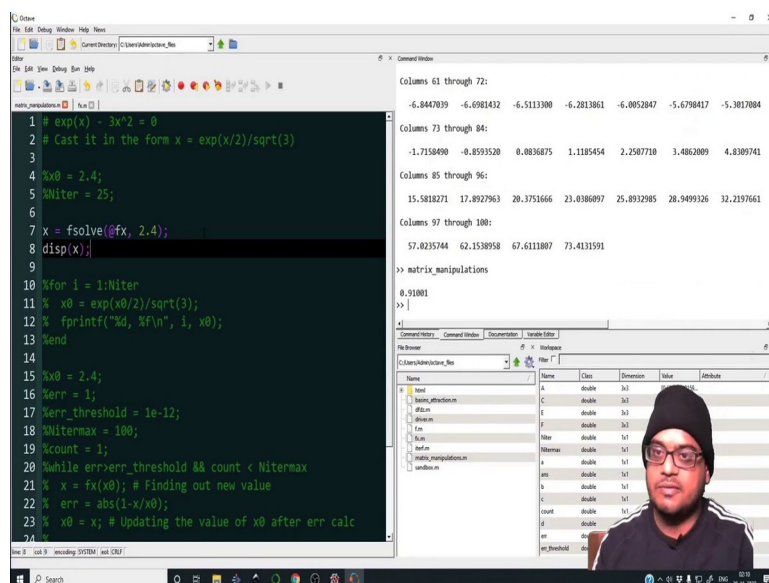 Octave
File Edit Debug Window Help News
Current Directory: C:\Users\Admin\octave_files
Editor
File Edit View Debug Run Help
matrix_manipulations.m fx.m
1 # exp(x) - 3x^2 = 0
2 # Cast it in the form x = exp(x/2)/sqrt(3)
3
4 %x0 = 2.4;
5 %Niter = 25;
6
7 x = fsolve(@fx, 2.4);
8 disp(x);
9
10 %for i = 1:Niter
11 % x0 = exp(x0/2)/sqrt(3);
12 % fprintf("%d, %f\n", i, x0);
13 %end
14
15 %x0 = 2.4;
16 %err = 1;
17 %err_threshold = 1e-12;
18 %Nitermax = 100;
19 %count = 1;
20 %while err>err_threshold && count < Nitermax
21 % x = fx(x0); # Finding out new value
22 % err = abs(1-x/x0);
23 % x0 = x; # Updating the value of x0 after err calc
24 %
line: 8 col: 9 encoding: SYSTEM eol: CRLF
Command Window
Columns 61 through 72:
-6.8447039 -6.6981432 -6.5113300 -6.2813861 -6.0052847 -5.6798417 -5.3017084
Columns 73 through 84:
-1.7158490 -0.8593520 0.0836875 1.1185454 2.2507710 3.4862009 4.8309741
Columns 85 through 96:
15.5818271 17.8927963 20.3751666 23.0386097 25.8932985 28.9499326 32.2197661
Columns 97 through 100:
57.0235744 62.1538958 67.6111807 73.4131591
>> matrix_manipulations
0.91001
>>
Command History Command Window Documentation Variable Editor
File Browser
C:/Users/Admin/octave_files
Name
html
basins_attraction.m
dfdz.m
driver.m
f.m
fx.m
iterf.m
matrix_manipulations.m
sandbox.m
Workspace
Filter
Name Class Dimension Value Attribute
A double 3x3
C double 3x3
E double 3x3
F double 3x3
Niter double 1x1
Nitermax double 1x1
a double 1x1
ans double 1x1
b double 1x1
c double 1x1
count double
d double
err
err_threshold
Search
ENG
02:10